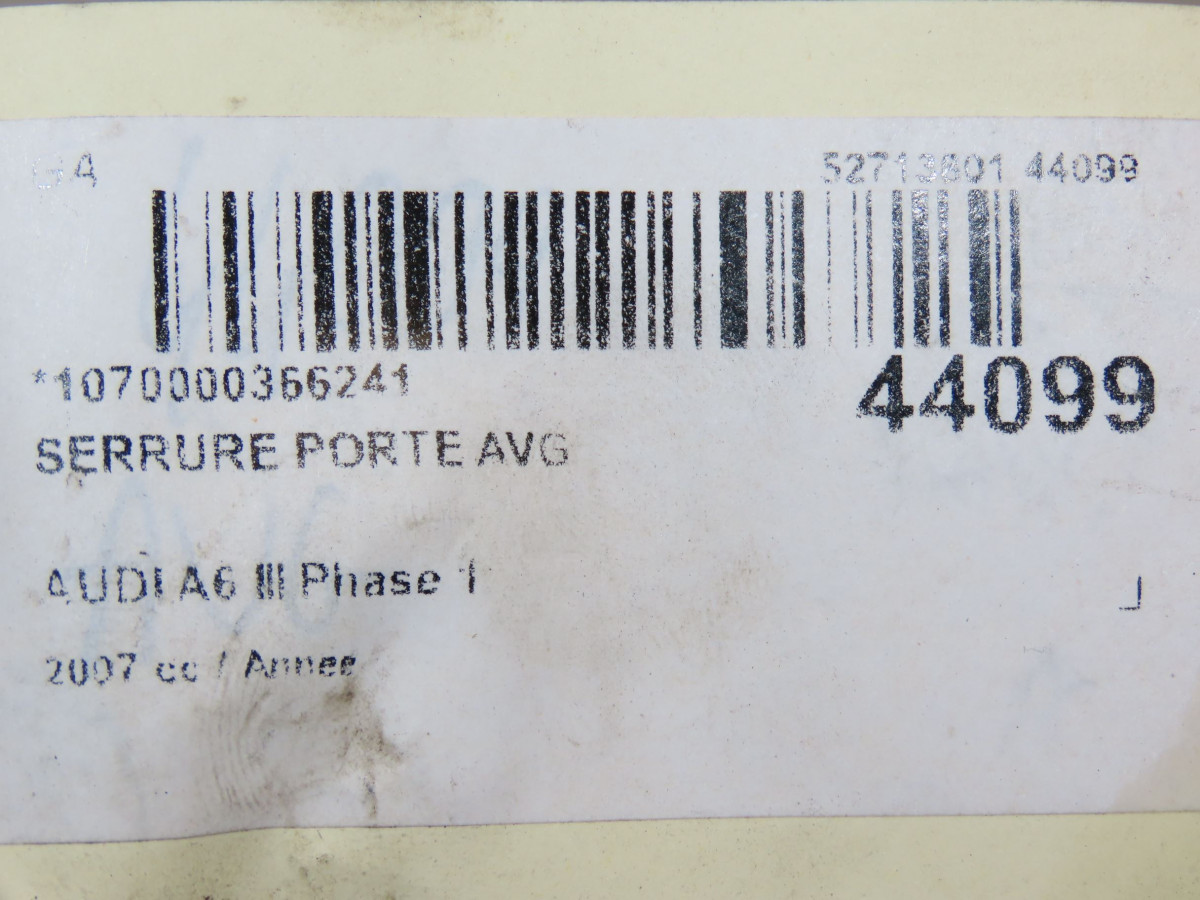 52713801 44099
*1070000366241
44099
SERRURE PORTE AVG
AUDI A6 III Phase 1
2007 cc / Annee